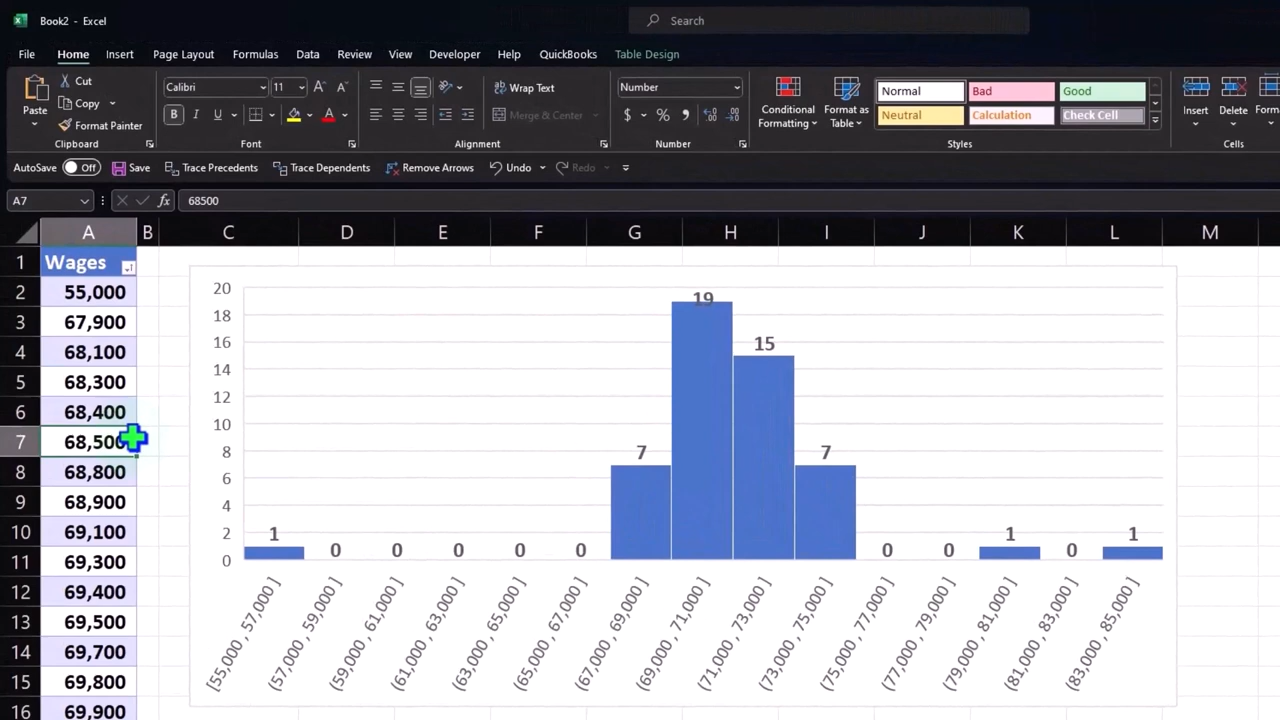 Book2 - Excel
Search
File Home Insert Page Layout Formulas Data Review View Developer Help QuickBooks Table Design
Paste
Cut
Copy
Format Painter
Clipboard
Calibri 11 A A
B I U A
Font
Wrap Text
Merge & Center
Alignment
Number
$ % ,
Number
Conditional Formatting
Format as Table
Normal Bad Good
Neutral Calculation Check Cell
Styles
Insert Delete
Cells
AutoSave Off Save Trace Precedents Trace Dependents Remove Arrows Undo Redo
A7 fx 68500
A B C D E F G H I J K L M
1 Wages
2 55,000
3 67,900
4 68,100
5 68,300
6 68,400
7 68,500
8 68,800
9 68,900
10 69,100
11 69,300
12 69,400
13 69,500
14 69,700
15 69,800
16 69,900
20
18
16
14
12
10
8
6
4
2
0
1 0 0 0 0 0 7 19 15 7 0 0 1 0 1
[55,000 , 57,000 ]
(57,000 , 59,000 ]
(59,000 , 61,000 ]
(61,000 , 63,000 ]
(63,000 , 65,000 ]
(65,000 , 67,000 ]
(67,000 , 69,000 ]
(69,000 , 71,000 ]
(71,000 , 73,000 ]
(73,000 , 75,000 ]
(75,000 , 77,000 ]
(77,000 , 79,000 ]
(79,000 , 81,000 ]
(81,000 , 83,000 ]
(83,000 , 85,000 ]